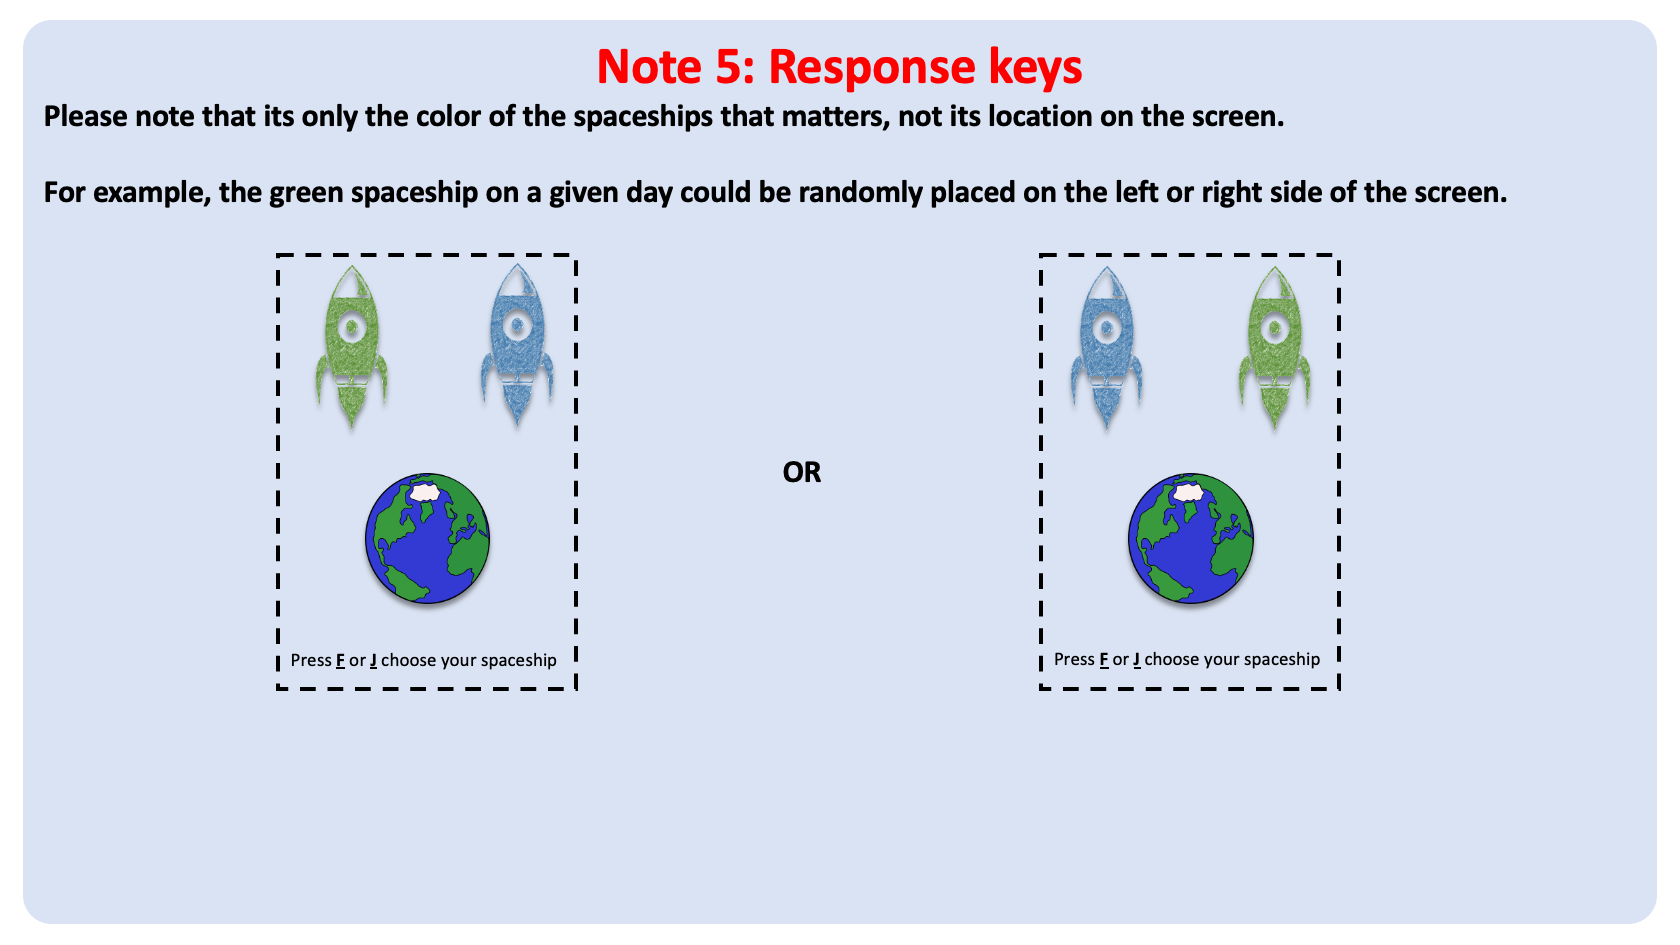 Note 5: Response keys
Please note that its only the color of the spaceships that matters, not its location on the screen.
For example, the green spaceship on a given day could be randomly placed on the left or right side of the screen.
OR
Press F or J choose your spaceship
Press F or J choose your spaceship